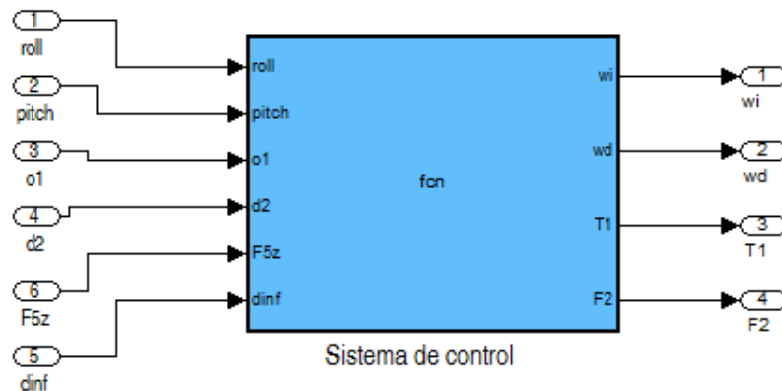 1
roll
2
pitch
3
o1
4
d2
6
F5z
5
dinf
roll
pitch
o1
d2
F5z
dinf
fcn
wi
wd
T1
F2
1
wi
2
wd
3
T1
4
F2
Sistema de control